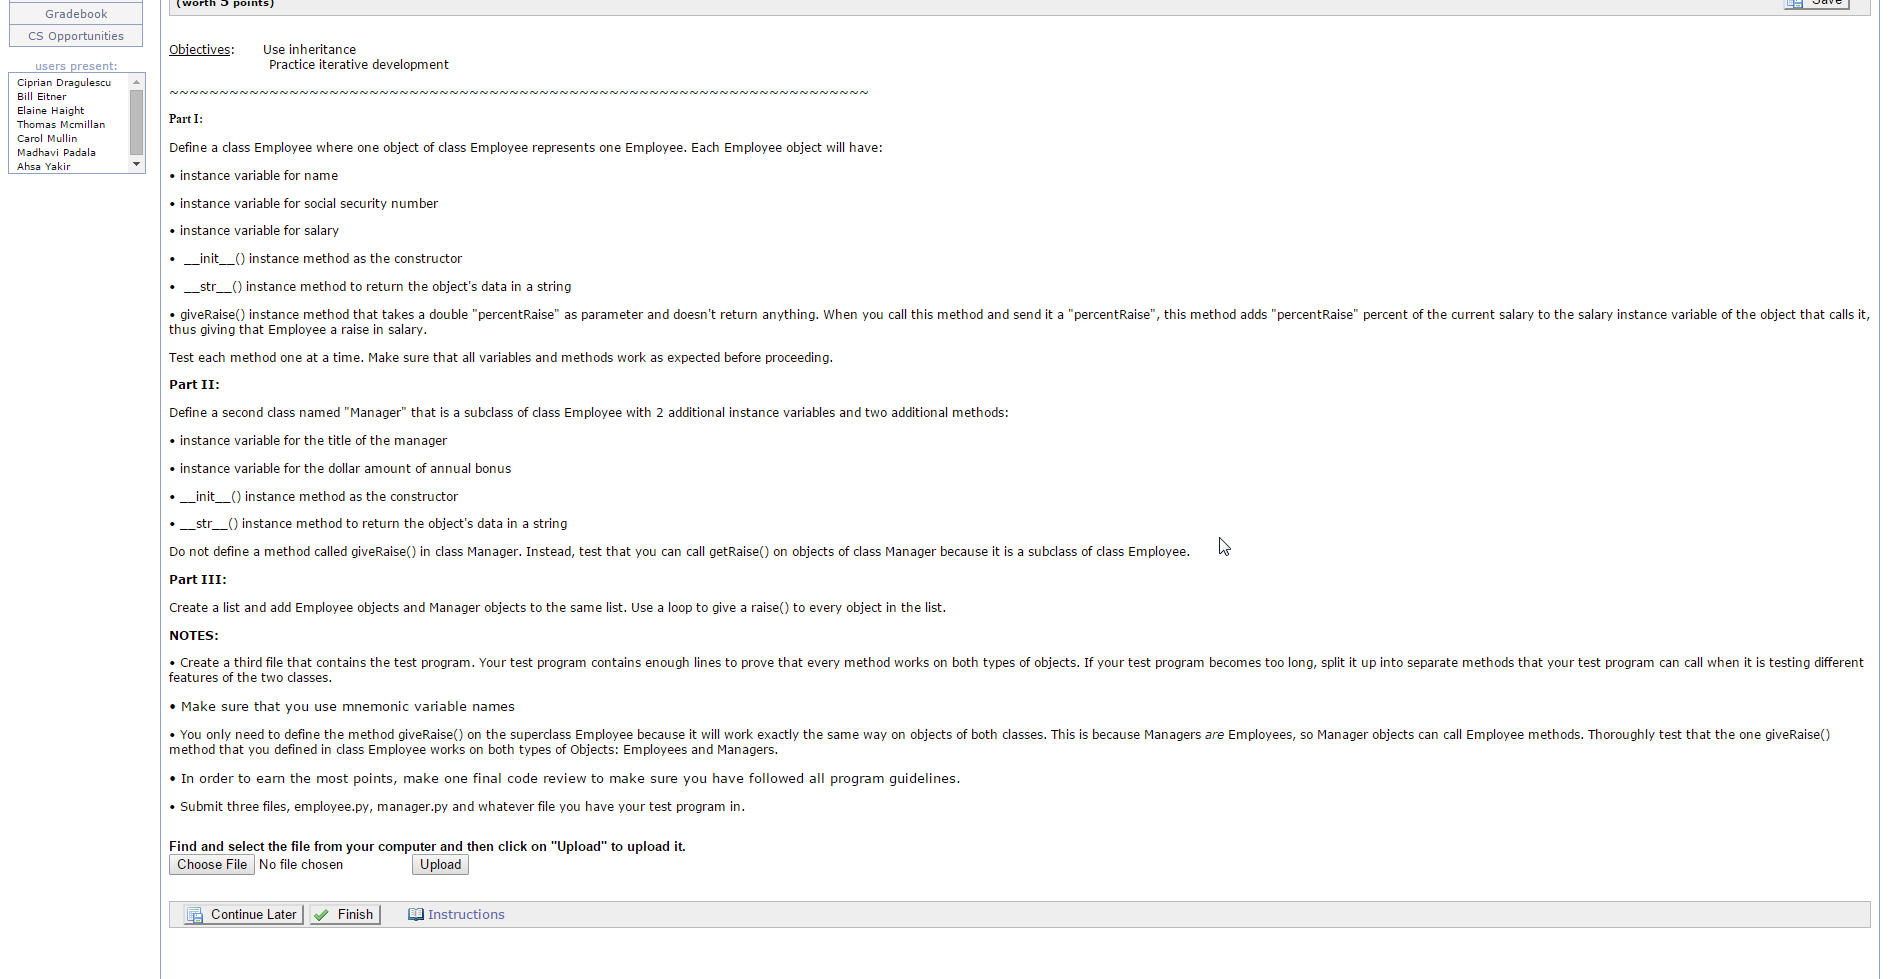 Gradebook
CS Opportunities
users present:
Ciprian Dragulescu
Bill Eitner
Elaine Haight
Thomas Mcmillan
Carol Mullin
Madhavi Padala
Ahsa Yakir
(worth 5 points)
Save
Objectives: Use inheritance
Practice iterative development
~~~~~~~~~~~~~~~~~~~~~~~~~~~~~~~~~~~~~~~~~~~~~~~~~~~~~~~~~~~~~~~~~~~~~~
Part I:
Define a class Employee where one object of class Employee represents one Employee. Each Employee object will have:
• instance variable for name
• instance variable for social security number
• instance variable for salary
• __init__() instance method as the constructor
• __str__() instance method to return the object's data in a string
• giveRaise() instance method that takes a double "percentRaise" as parameter and doesn't return anything. When you call this method and send it a "percentRaise", this method adds "percentRaise" percent of the current salary to the salary instance variable of the object that calls it,
thus giving that Employee a raise in salary.
Test each method one at a time. Make sure that all variables and methods work as expected before proceeding.
Part II:
Define a second class named "Manager" that is a subclass of class Employee with 2 additional instance variables and two additional methods:
• instance variable for the title of the manager
• instance variable for the dollar amount of annual bonus
• __init__() instance method as the constructor
• __str__() instance method to return the object's data in a string
Do not define a method called giveRaise() in class Manager. Instead, test that you can call getRaise() on objects of class Manager because it is a subclass of class Employee.
Part III:
Create a list and add Employee objects and Manager objects to the same list. Use a loop to give a raise() to every object in the list.
NOTES:
• Create a third file that contains the test program. Your test program contains enough lines to prove that every method works on both types of objects. If your test program becomes too long, split it up into separate methods that your test program can call when it is testing different
features of the two classes.
• Make sure that you use mnemonic variable names
• You only need to define the method giveRaise() on the superclass Employee because it will work exactly the same way on objects of both classes. This is because Managers are Employees, so Manager objects can call Employee methods. Thoroughly test that the one giveRaise()
method that you defined in class Employee works on both types of Objects: Employees and Managers.
• In order to earn the most points, make one final code review to make sure you have followed all program guidelines.
• Submit three files, employee.py, manager.py and whatever file you have your test program in.
Find and select the file from your computer and then click on "Upload" to upload it.
Choose File No file chosen Upload
Continue Later Finish Instructions